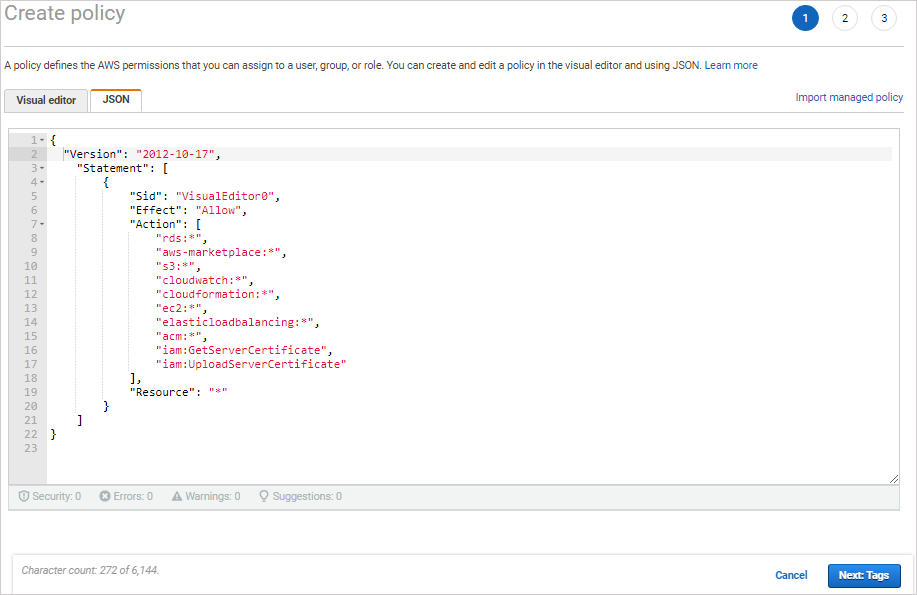 Create policy
1 2 3
A policy defines the AWS permissions that you can assign to a user, group, or role. You can create and edit a policy in the visual editor and using JSON. Learn more
Visual editor JSON Import managed policy
1 {
2 "Version": "2012-10-17",
3 "Statement": [
4 {
5 "Sid": "VisualEditor0",
6 "Effect": "Allow",
7 "Action": [
8 "rds:*",
9 "aws-marketplace:*",
10 "s3:*",
11 "cloudwatch:*",
12 "cloudformation:*",
13 "ec2:*",
14 "elasticloadbalancing:*",
15 "acm:*",
16 "iam:GetServerCertificate",
17 "iam:UploadServerCertificate"
18 ],
19 "Resource": "*"
20 }
21 ]
22 }
23
Security: 0 Errors: 0 Warnings: 0 Suggestions: 0
Character count: 272 of 6,144.
Cancel Next: Tags